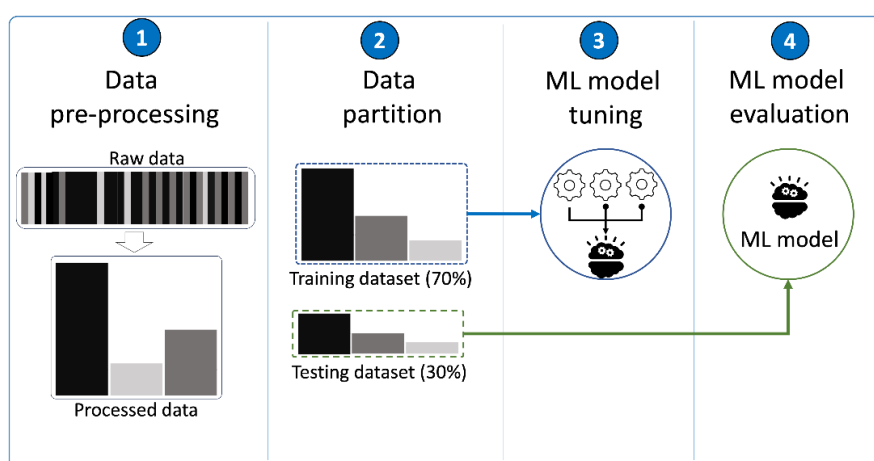 1
Data
pre-processing
Raw data
Processed data
2
Data
partition
Training dataset (70%)
Testing dataset (30%)
3
ML model
tuning
4
ML model
evaluation
ML model